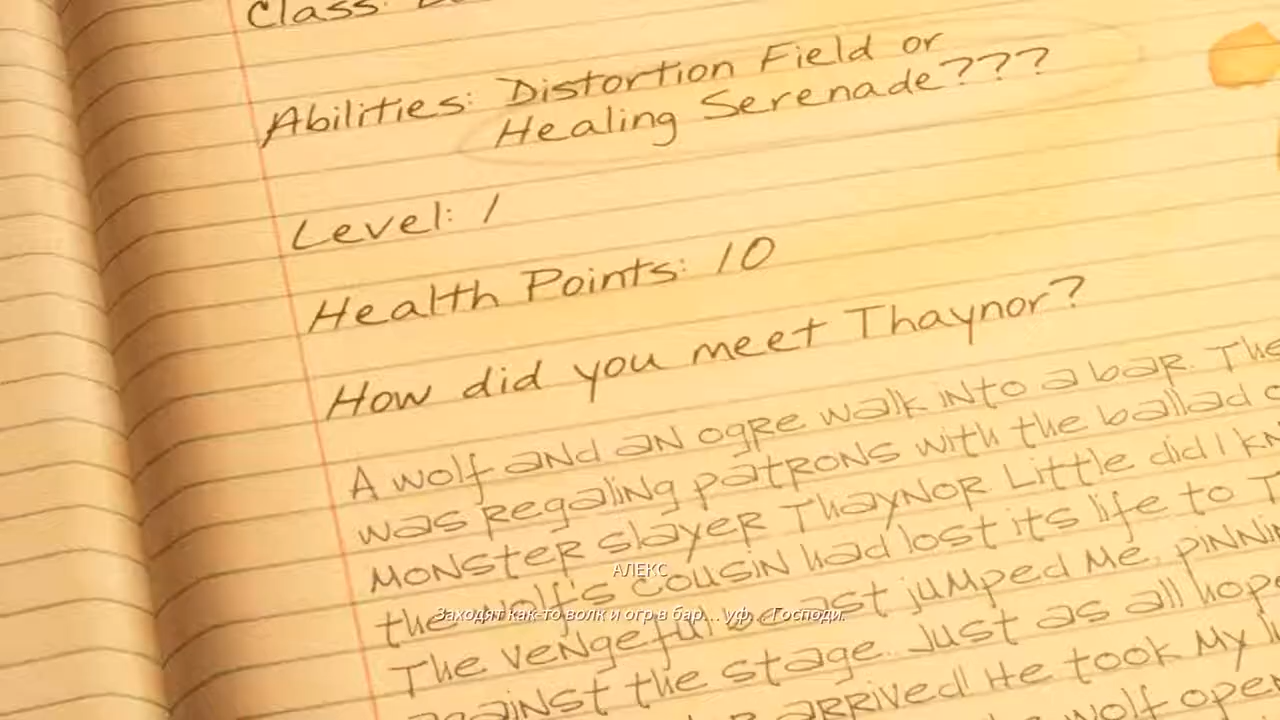 Class:
Abilities: Distortion Field or
Healing Serenade???
Level: 1
Health Points: 10
How did you meet Thaynor?
A wolf and an ogre walk into a bar. The
was regaling patrons with the ballad
monster slayer Thaynor. Little did I
the wolf's cousin had lost its life to
The vengeful beast jumped me,
against the stage. Just as all
arrived. He took my
wolf
АЛЕКС
Заходят как-то волк и огр в бар... уф... Господи.